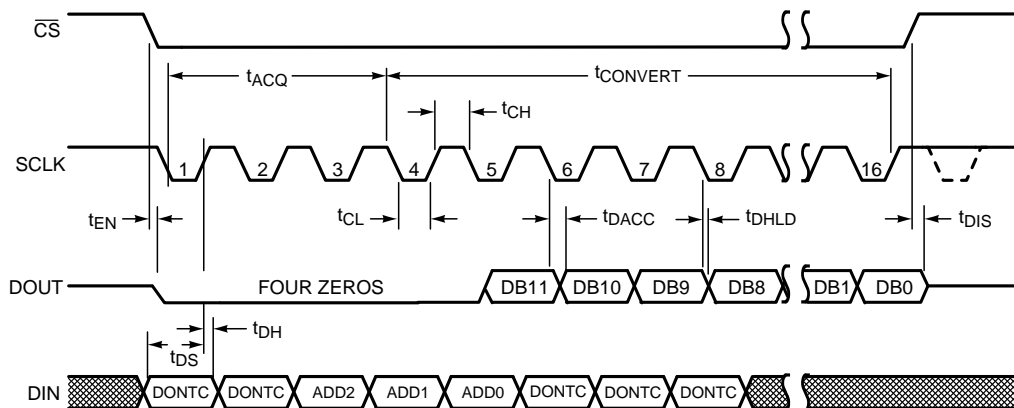 CS
tACQ
tCONVERT
tCH
SCLK
1 2 3 4 5 6 7 8 16
tEN
tCL
tDACC
tDHLD
tDIS
DOUT
FOUR ZEROS
DB11 DB10 DB9 DB8 DB1 DB0
tDH
tDS
DIN
DONTC DONTC ADD2 ADD1 ADD0 DONTC DONTC DONTC